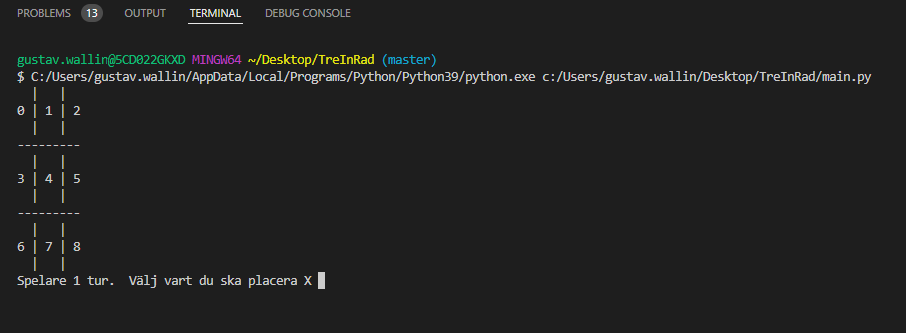 PROBLEMS 13 OUTPUT TERMINAL DEBUG CONSOLE
gustav.wallin@5CD022GKXD MINGW64 ~/Desktop/TreInRad (master)
$ C:/Users/gustav.wallin/AppData/Local/Programs/Python/Python39/python.exe c:/Users/gustav.wallin/Desktop/TreInRad/main.py
  |   |
0 | 1 | 2
  |   |
---------
  |   |
3 | 4 | 5
  |   |
---------
  |   |
6 | 7 | 8
  |   |
Spelare 1 tur.  Välj vart du ska placera X